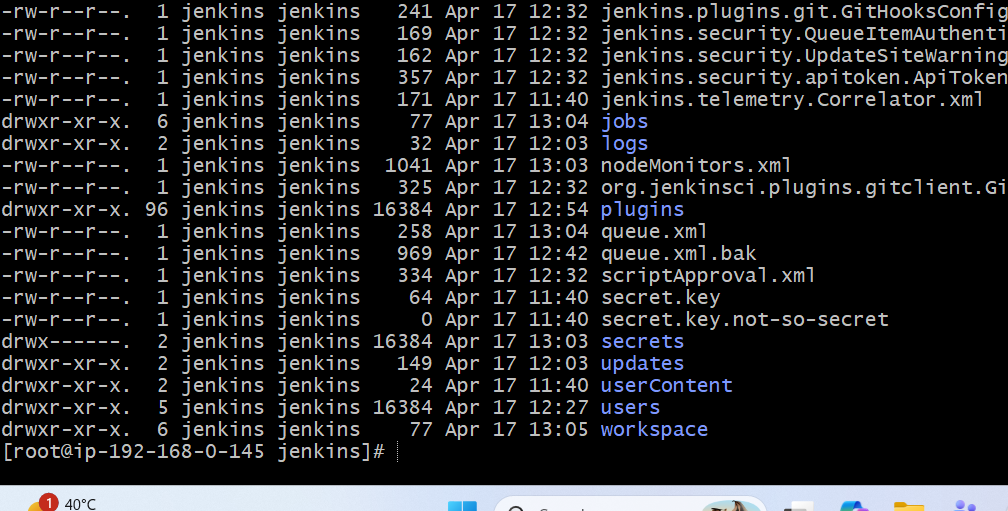 -rw-r--r--.  1 jenkins jenkins   241 Apr 17 12:32 jenkins.plugins.git.GitHooksConfig
-rw-r--r--.  1 jenkins jenkins   169 Apr 17 12:32 jenkins.security.QueueItemAuthenti
-rw-r--r--.  1 jenkins jenkins   162 Apr 17 12:32 jenkins.security.UpdateSiteWarning
-rw-r--r--.  1 jenkins jenkins   357 Apr 17 12:32 jenkins.security.apitoken.ApiToken
-rw-r--r--.  1 jenkins jenkins   171 Apr 17 11:40 jenkins.telemetry.Correlator.xml
drwxr-xr-x.  6 jenkins jenkins    77 Apr 17 13:04 jobs
drwxr-xr-x.  2 jenkins jenkins    32 Apr 17 12:03 logs
-rw-r--r--.  1 jenkins jenkins  1041 Apr 17 13:03 nodeMonitors.xml
-rw-r--r--.  1 jenkins jenkins   325 Apr 17 12:32 org.jenkinsci.plugins.gitclient.Gi
drwxr-xr-x. 96 jenkins jenkins 16384 Apr 17 12:54 plugins
-rw-r--r--.  1 jenkins jenkins   258 Apr 17 13:04 queue.xml
-rw-r--r--.  1 jenkins jenkins   969 Apr 17 12:42 queue.xml.bak
-rw-r--r--.  1 jenkins jenkins   334 Apr 17 12:32 scriptApproval.xml
-rw-r--r--.  1 jenkins jenkins    64 Apr 17 11:40 secret.key
-rw-r--r--.  1 jenkins jenkins     0 Apr 17 11:40 secret.key.not-so-secret
drwx------.  2 jenkins jenkins 16384 Apr 17 13:03 secrets
drwxr-xr-x.  2 jenkins jenkins   149 Apr 17 12:03 updates
drwxr-xr-x.  2 jenkins jenkins    24 Apr 17 11:40 userContent
drwxr-xr-x.  5 jenkins jenkins 16384 Apr 17 12:27 users
drwxr-xr-x.  6 jenkins jenkins    77 Apr 17 13:05 workspace
[root@ip-192-168-0-145 jenkins]#
1 40°C